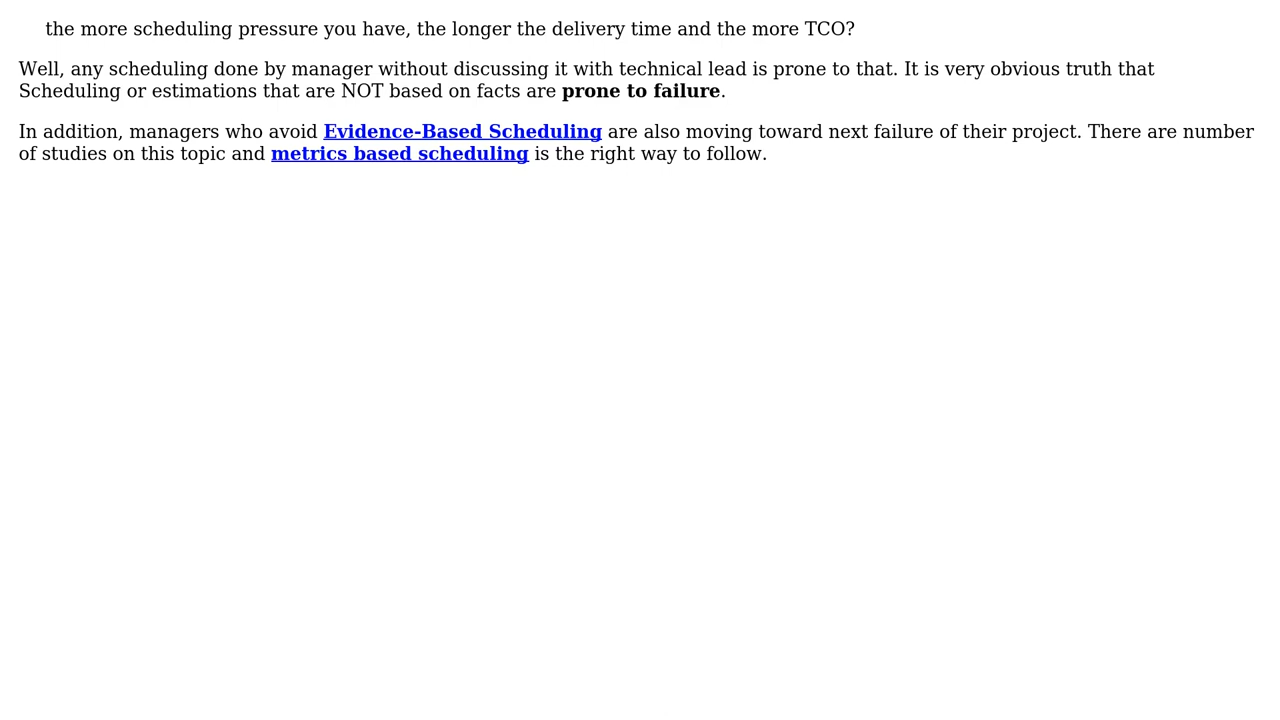 the more scheduling pressure you have, the longer the delivery time and the more TCO?
Well, any scheduling done by manager without discussing it with technical lead is prone to that. It is very obvious truth that
Scheduling or estimations that are NOT based on facts are prone to failure.
In addition, managers who avoid Evidence-Based Scheduling are also moving toward next failure of their project. There are number
of studies on this topic and metrics based scheduling is the right way to follow.